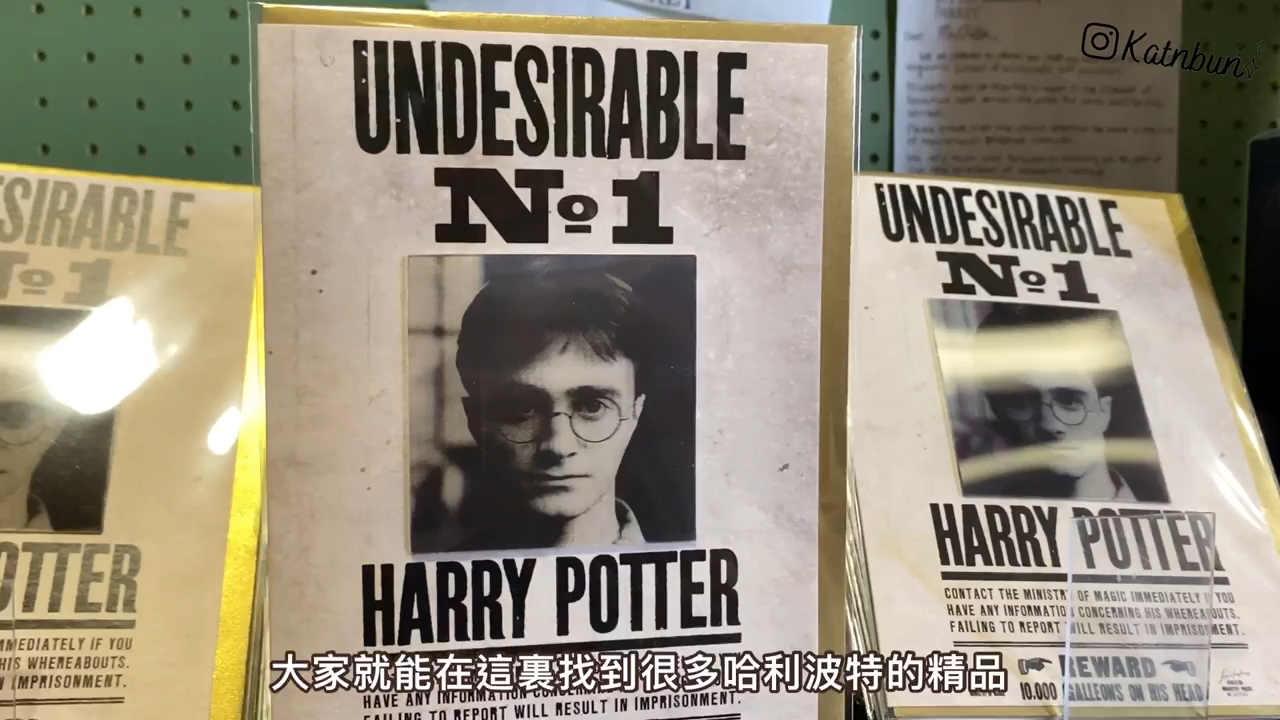 Katnbun
UNDESIRABLE
No 1
HARRY POTTER
HAVE ANY INFORMATION CONCERNING
FAILING TO REPORT WILL RESULT IN IMPRISONMENT.
ESIRABLE
No 1
OTTER
MMEDIATELY IF YOU
HIS WHEREABOUTS.
IMPRISONMENT.
UNDESIRABLE
No 1
HARRY POTTER
CONTACT THE MINISTRY OF MAGIC IMMEDIATELY IF YOU
HAVE ANY INFORMATION CONCERNING HIS WHEREABOUTS.
FAILING TO REPORT WILL RESULT IN IMPRISONMENT.
REWARD
10.000 GALLEONS ON HIS HEAD
大家就能在這裏找到很多哈利波特的精品